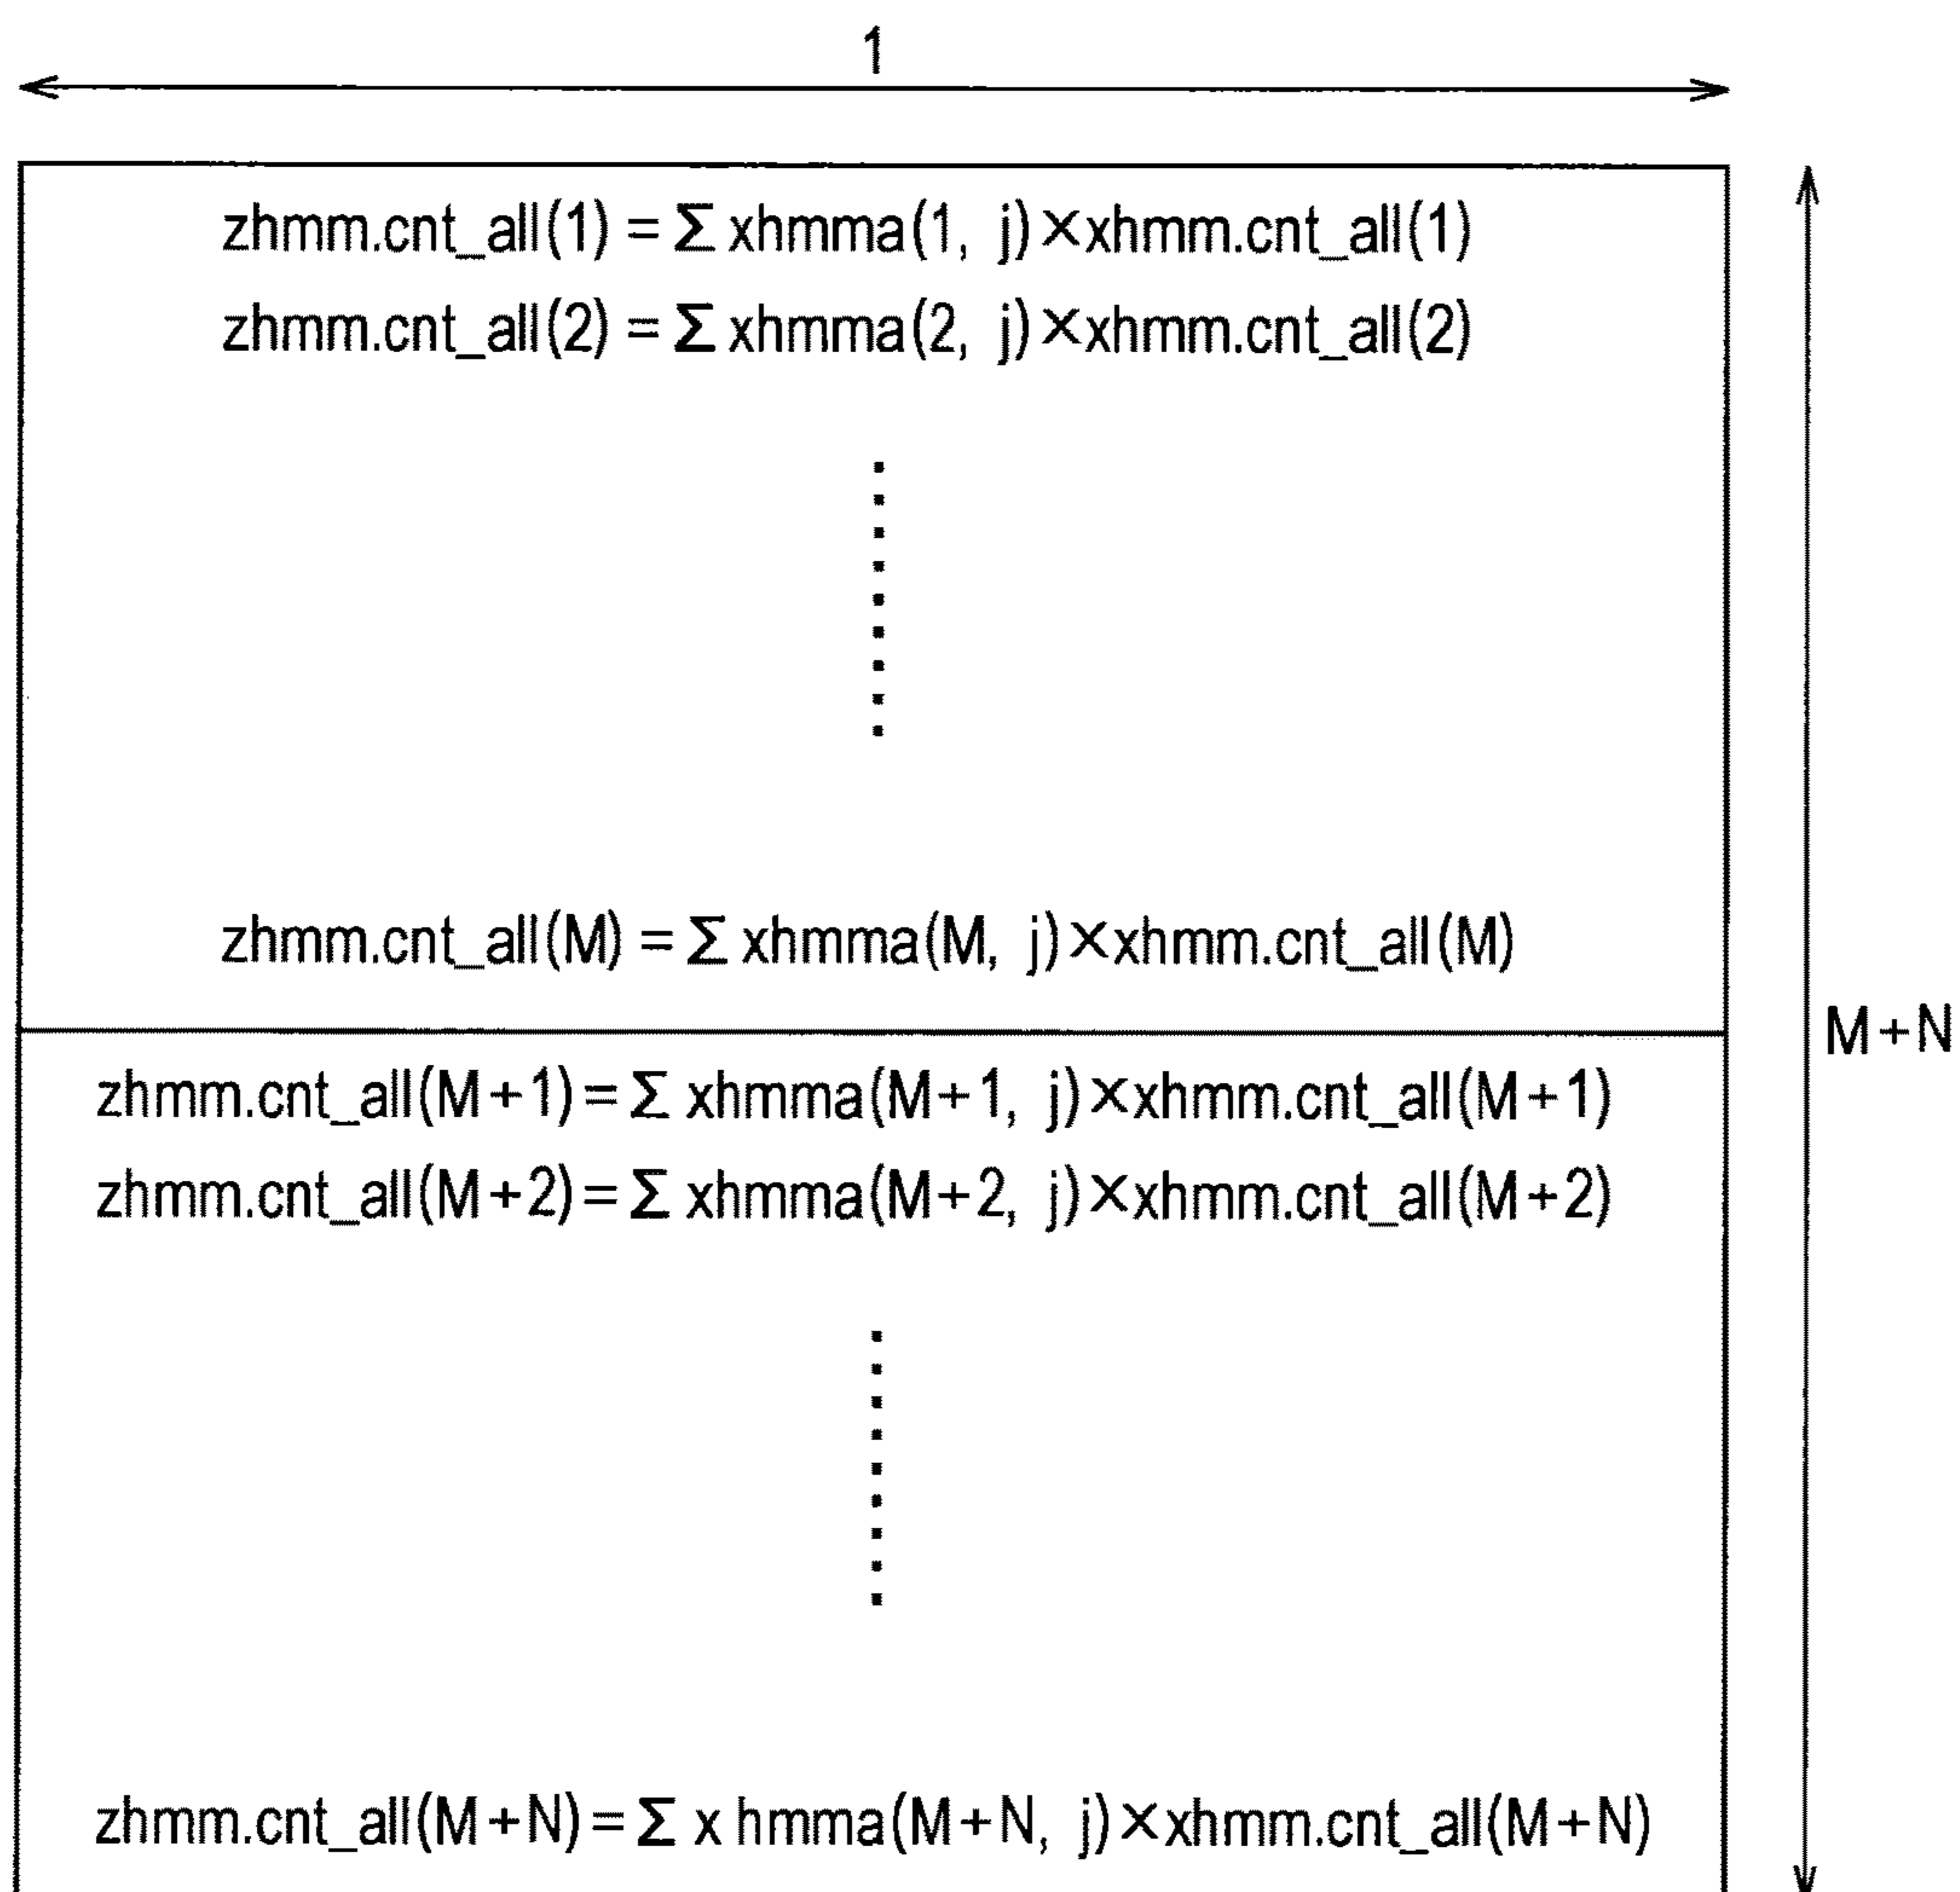 1
zhmm.cnt_all(1) = Σ xhmma(1, j)×xhmm.cnt_all(1)
zhmm.cnt_all(2) = Σ xhmma(2, j)×xhmm.cnt_all(2)
zhmm.cnt_all(M) = Σ xhmma(M, j)×xhmm.cnt_all(M)
M+N
zhmm.cnt_all(M+1) = Σ xhmma(M+1, j)×xhmm.cnt_all(M+1)
zhmm.cnt_all(M+2) = Σ xhmma(M+2, j)×xhmm.cnt_all(M+2)
zhmm.cnt_all(M+N) = Σ x hmma(M+N, j)×xhmm.cnt_all(M+N)